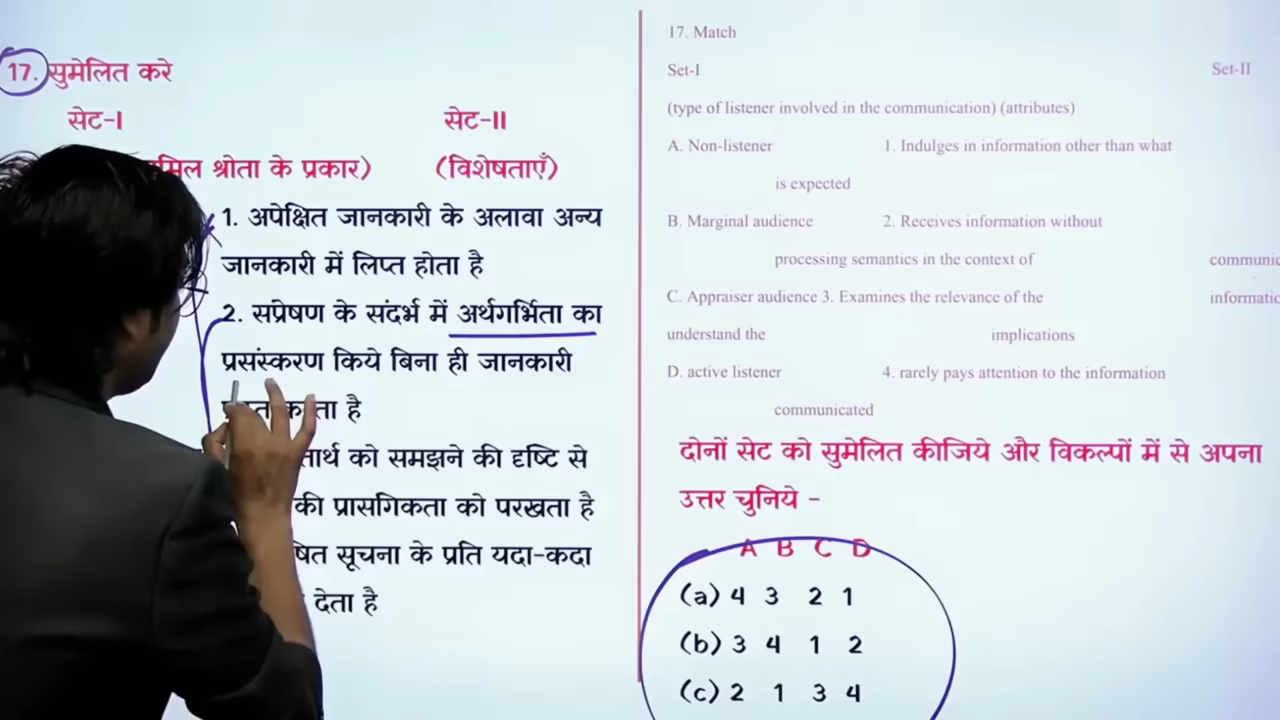 17. सुमेलित करे
सेट-I सेट-II
श्रोता के प्रकार) (विशेषताएँ)
1. अपेक्षित जानकारी के अलावा अन्य
जानकारी में लिप्त होता है
2. संप्रेषण के संदर्भ में अर्थगर्भिता का
प्रसंस्करण किये बिना ही जानकारी
है
को समझने की दृष्टि से
की प्रासगिकता को परखता है
सूचना के प्रति यदा-कदा
देता है
17. Match
Set-I Set-II
(type of listener involved in the communication) (attributes)
A. Non-listener 1. Indulges in information other than what
is expected
B. Marginal audience 2. Receives information without
processing semantics in the context of
C. Appraiser audience 3. Examines the relevance of the
understand the implications
D. active listener 4. rarely pays attention to the information
communicated
दोनों सेट को सुमेलित कीजिये और विकल्पों में से अपना
उत्तर चुनिये -
A B C D
(a) 4 3 2 1
(b) 3 4 1 2
(c) 2 1 3 4